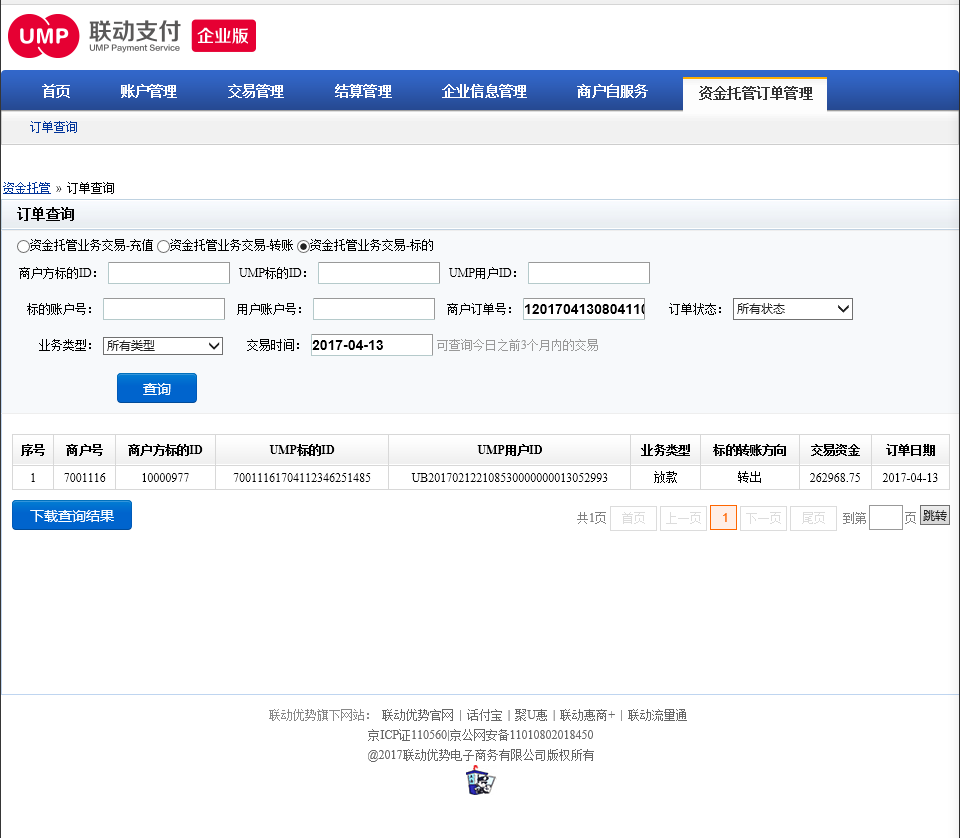 UMP 联动支付 UMP Payment Service 企业版
首页 账户管理 交易管理 结算管理 企业信息管理 商户自服务 资金托管订单管理
订单查询
资金托管 » 订单查询
订单查询
资金托管业务交易-充值 资金托管业务交易-转账 资金托管业务交易-标的
商户方标的ID： UMP标的ID： UMP用户ID：
标的账户号： 用户账户号： 商户订单号： 1201704130804110 订单状态： 所有状态
业务类型： 所有类型 交易时间： 2017-04-13 可查询今日之前3个月内的交易
查询
序号 商户号 商户方标的ID UMP标的ID UMP用户ID 业务类型 标的转账方向 交易资金 订单日期
1 7001116 10000977 70011161704112346251485 UB201702122108530000000013052993 放款 转出 262968.75 2017-04-13
下载查询结果 共1页 首页 上一页 1 下一页 尾页 到第 页 跳转
联动优势旗下网站： 联动优势官网 | 话付宝 | 聚U惠 | 联动惠商+ | 联动流量通
京ICP证110560|京公网安备11010802018450
@2017联动优势电子商务有限公司版权所有